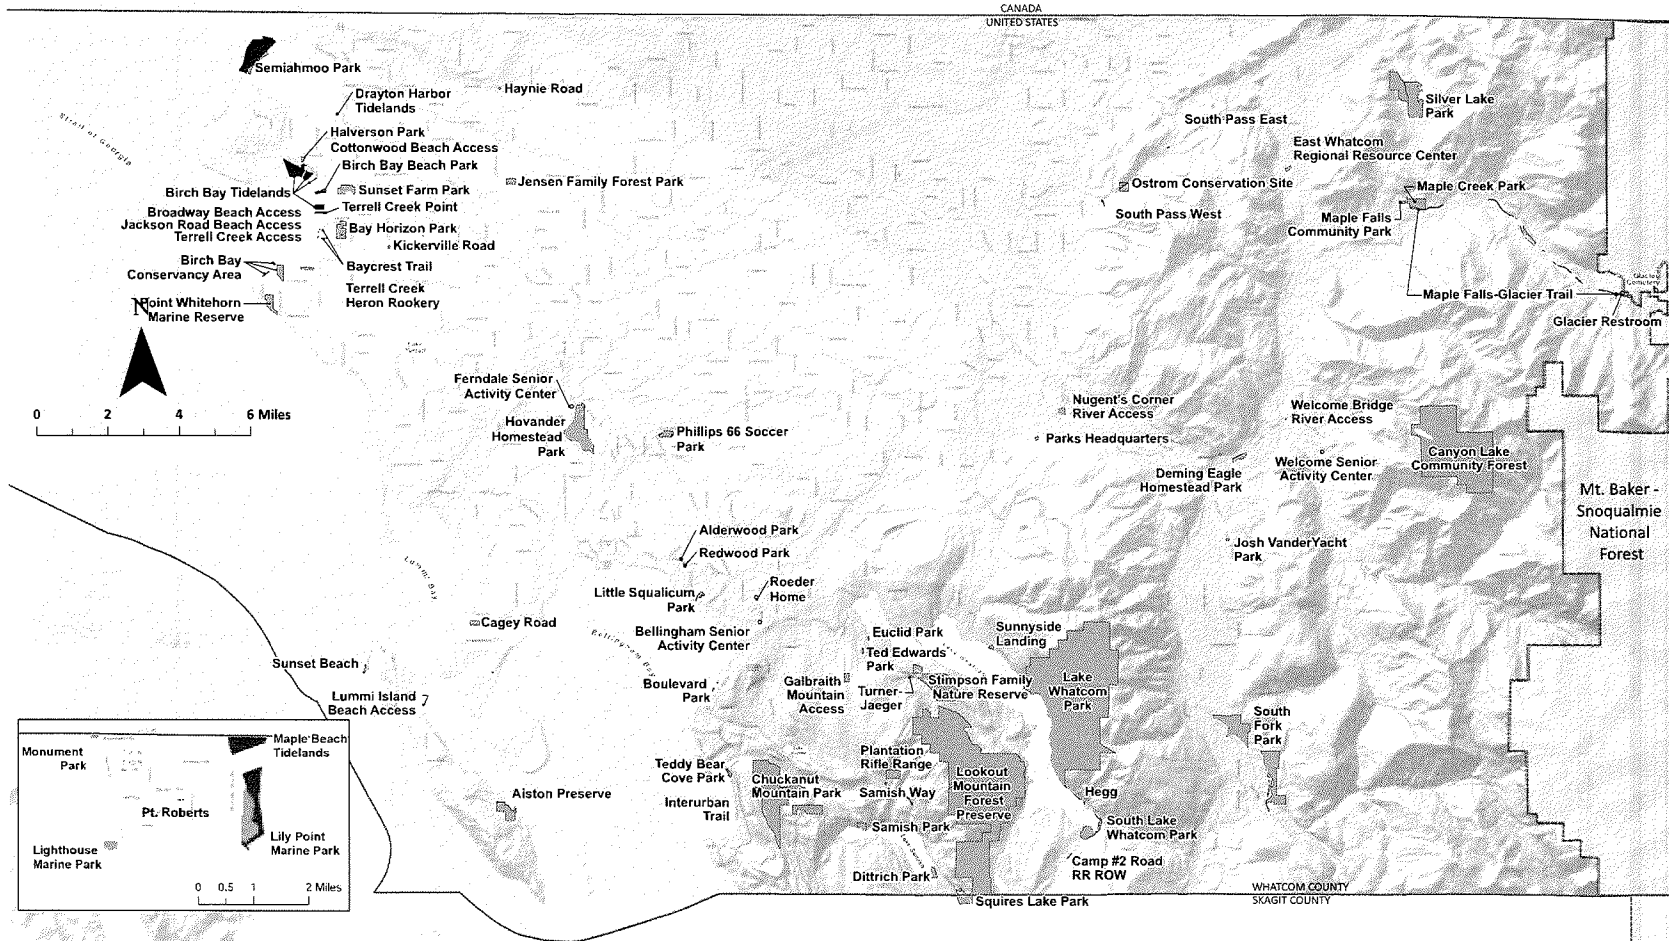 CANADA
UNITED STATES
Semiahmoo Park
Drayton Harbor
Tidelands
Haynie Road
Strait of Georgia
Halverson Park
Cottonwood Beach Access
Birch Bay Beach Park
Birch Bay Tidelands
Sunset Farm Park
Jensen Family Forest Park
Terrell Creek Point
Broadway Beach Access
Jackson Road Beach Access
Terrell Creek Access
Bay Horizon Park
Kickerville Road
Birch Bay
Conservancy Area
Baycrest Trail
Terrell Creek
Heron Rookery
Point Whitehorn
Marine Reserve
N
0 2 4 6 Miles
Silver Lake
Park
South Pass East
East Whatcom
Regional Resource Center
Ostrom Conservation Site
Maple Creek Park
South Pass West
Maple Falls
Community Park
Glacier
Cemetery
Maple Falls-Glacier Trail
Glacier Restroom
Ferndale Senior
Activity Center
Hovander
Homestead
Park
Phillips 66 Soccer
Park
Nugent's Corner
River Access
Parks Headquarters
Welcome Bridge
River Access
Deming Eagle
Homestead Park
Welcome Senior
Activity Center
Canyon Lake
Community Forest
Mt. Baker -
Snoqualmie
National
Forest
Josh VanderYacht
Park
Alderwood Park
Redwood Park
Lummi Bay
Little Squalicum
Park
Roeder
Home
Cagey Road
Bellingham Bay
Bellingham Senior
Activity Center
Euclid Park
Ted Edwards
Park
Sunnyside
Landing
Sunset Beach
Lummi Island
Beach Access
Boulevard
Park
Galbraith
Mountain
Access
Turner-
Jaeger
Stimpson Family
Nature Reserve
Lake
Whatcom
Park
South
Fork
Park
Plantation
Rifle Range
Teddy Bear
Cove Park
Chuckanut
Mountain Park
Interurban
Trail
Samish Way
Lookout
Mountain
Forest
Preserve
Hegg
Aiston Preserve
Samish Park
South Lake
Whatcom Park
Lake Samish
Camp #2 Road
RR ROW
Dittrich Park
Squires Lake Park
WHATCOM COUNTY
SKAGIT COUNTY
Monument
Park
Maple Beach
Tidelands
Pt. Roberts
Lighthouse
Marine Park
Lily Point
Marine Park
0 0.5 1 2 Miles